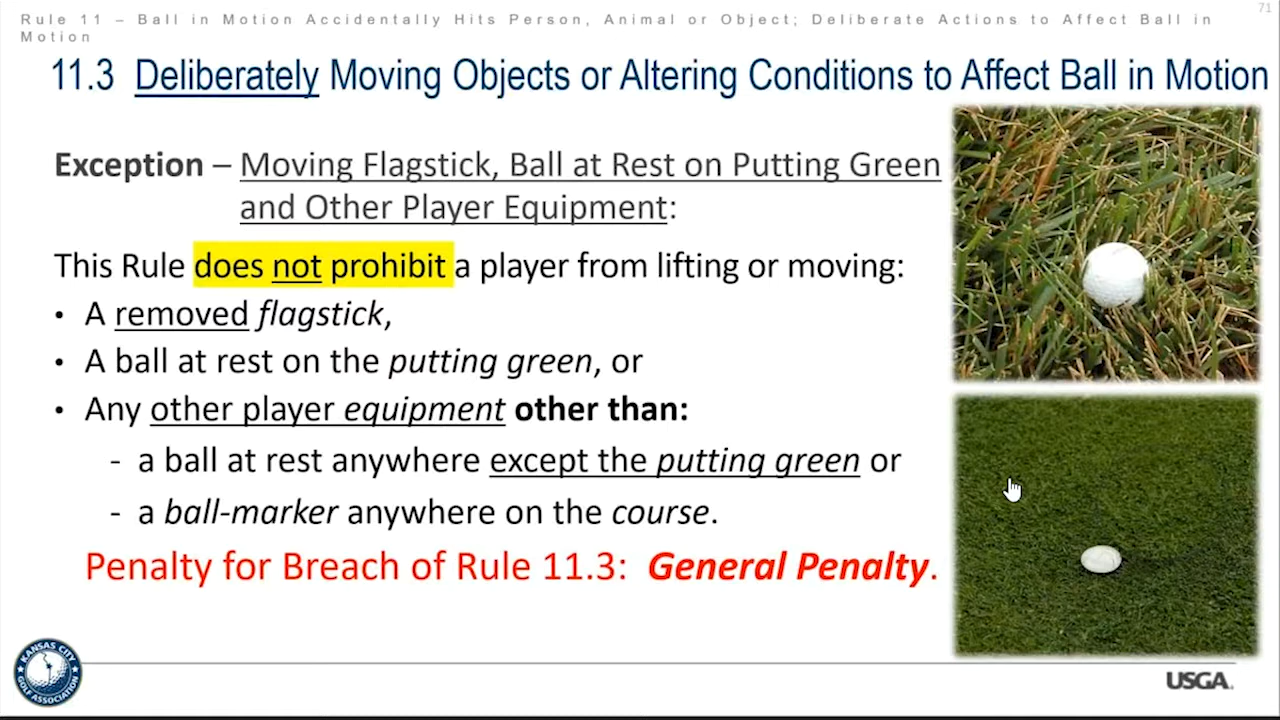 Rule 11 – Ball in Motion Accidentally Hits Person, Animal or Object; Deliberate Actions to Affect Ball in
Motion
71
11.3 Deliberately Moving Objects or Altering Conditions to Affect Ball in Motion
Exception – Moving Flagstick, Ball at Rest on Putting Green
and Other Player Equipment:
This Rule does not prohibit a player from lifting or moving:
• A removed flagstick,
• A ball at rest on the putting green, or
• Any other player equipment other than:
- a ball at rest anywhere except the putting green or
- a ball-marker anywhere on the course.
Penalty for Breach of Rule 11.3: General Penalty.
KANSAS CITY
GOLF ASSOCIATION
USGA.